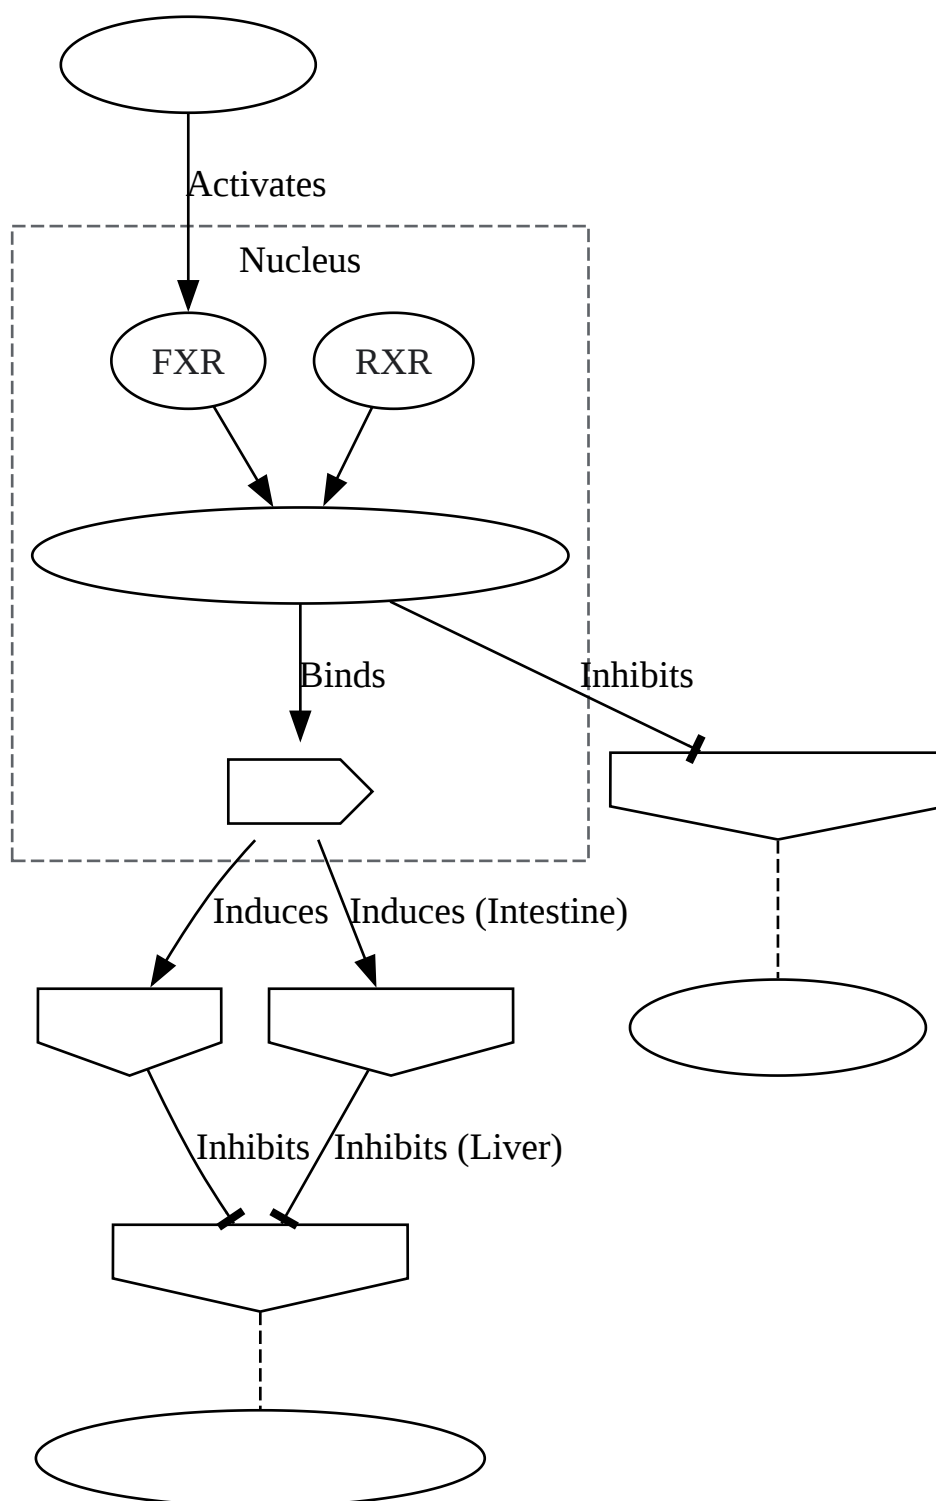 Activates
Nucleus
FXR
RXR
Binds
Inhibits
Induces
Induces (Intestine)
Inhibits
Inhibits (Liver)